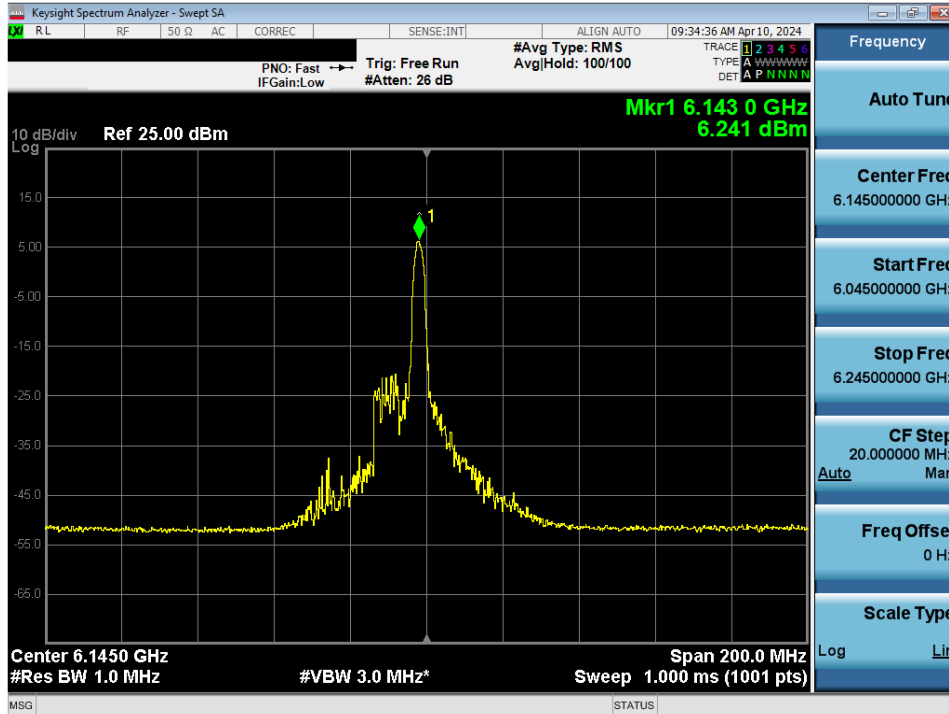 Keysight Spectrum Analyzer - Swept SA
LXI RL RF 50 Ω AC CORREC SENSE:INT ALIGN AUTO 09:34:36 AM Apr 10, 2024
#Avg Type: RMS TRACE 1 2 3 4 5 6
PNO: Fast Trig: Free Run Avg|Hold: 100/100 TYPE A WWWWW
IFGain:Low #Atten: 26 dB DET A P N N N N
Mkr1 6.143 0 GHz
10 dB/div Ref 25.00 dBm 6.241 dBm
Log
1
15.0
5.00
-5.00
-15.0
-25.0
-35.0
-45.0
-55.0
-65.0
Center 6.1450 GHz Span 200.0 MHz
#Res BW 1.0 MHz #VBW 3.0 MHz* Sweep 1.000 ms (1001 pts)
MSG STATUS
Frequency
Auto Tune
Center Freq
6.145000000 GHz
Start Freq
6.045000000 GHz
Stop Freq
6.245000000 GHz
CF Step
20.000000 MHz
Auto Man
Freq Offset
0 Hz
Scale Type
Log Lin